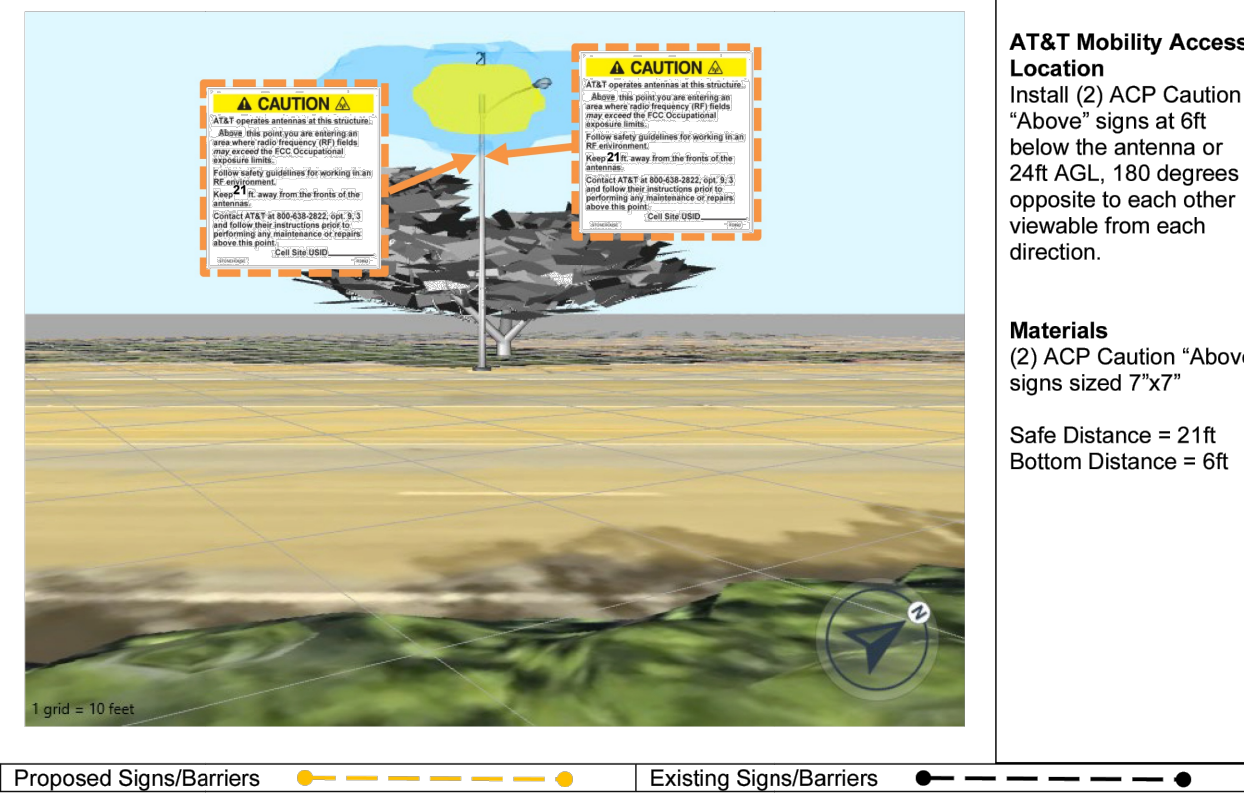 AT&T Mobility Access
Location
Install (2) ACP Caution
“Above” signs at 6ft
below the antenna or
24ft AGL, 180 degrees
opposite to each other
viewable from each
direction.
Materials
(2) ACP Caution “Above
signs sized 7”x7”
Safe Distance = 21ft
Bottom Distance = 6ft
CAUTION
AT&T operates antennas at this structure.
Above this point you are entering an
area where radio frequency (RF) fields
may exceed the FCC Occupational
exposure limits.
Follow safety guidelines for working in an
RF environment.
Keep 21 ft. away from the fronts of the
antennas.
Contact AT&T at 800-638-2822, opt. 9, 3
and follow their instructions prior to
performing any maintenance or repairs
above this point.
Cell Site USID
CAUTION
AT&T operates antennas at this structure.
Above this point you are entering an
area where radio frequency (RF) fields
may exceed the FCC Occupational
exposure limits.
Follow safety guidelines for working in an
RF environment.
Keep 21 ft. away from the fronts of the
antennas.
Contact AT&T at 800-638-2822, opt. 9, 3
and follow their instructions prior to
performing any maintenance or repairs
above this point.
Cell Site USID
N
1 grid = 10 feet
Proposed Signs/Barriers
Existing Signs/Barriers